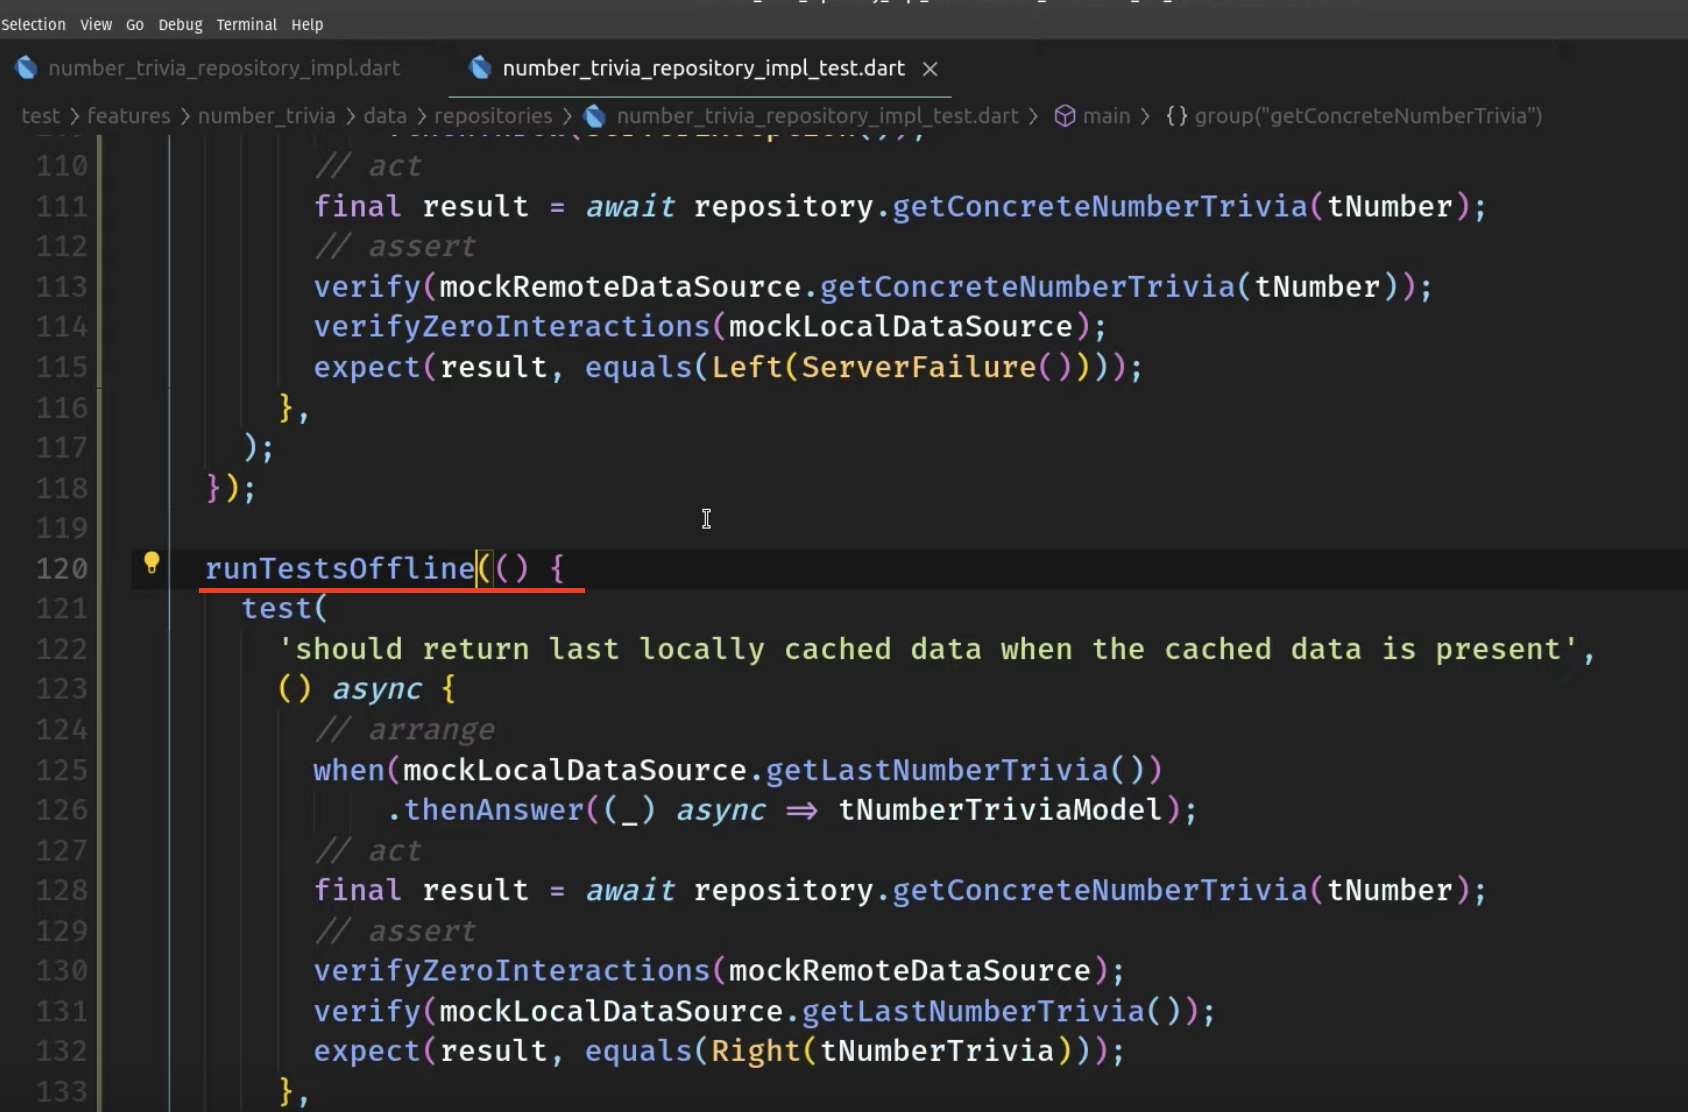 Selection View Go Debug Terminal Help
number_trivia_repository_impl.dart number_trivia_repository_impl_test.dart
test > features > number_trivia > data > repositories > number_trivia_repository_impl_test.dart > main > {} group("getConcreteNumberTrivia")
110 // act
111 final result = await repository.getConcreteNumberTrivia(tNumber);
112 // assert
113 verify(mockRemoteDataSource.getConcreteNumberTrivia(tNumber));
114 verifyZeroInteractions(mockLocalDataSource);
115 expect(result, equals(Left(ServerFailure())));
116 },
117 );
118 });
119
120 runTestsOffline(() {
121 test(
122 'should return last locally cached data when the cached data is present',
123 () async {
124 // arrange
125 when(mockLocalDataSource.getLastNumberTrivia())
126 .thenAnswer((_) async => tNumberTriviaModel);
127 // act
128 final result = await repository.getConcreteNumberTrivia(tNumber);
129 // assert
130 verifyZeroInteractions(mockRemoteDataSource);
131 verify(mockLocalDataSource.getLastNumberTrivia());
132 expect(result, equals(Right(tNumberTrivia)));
133 },